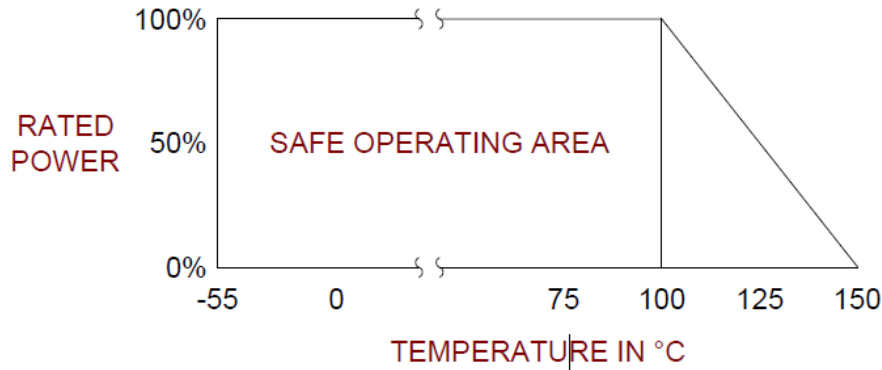 100%
RATED
POWER
50%
SAFE OPERATING AREA
0%
-55 0 75 100 125 150
TEMPERATURE IN °C